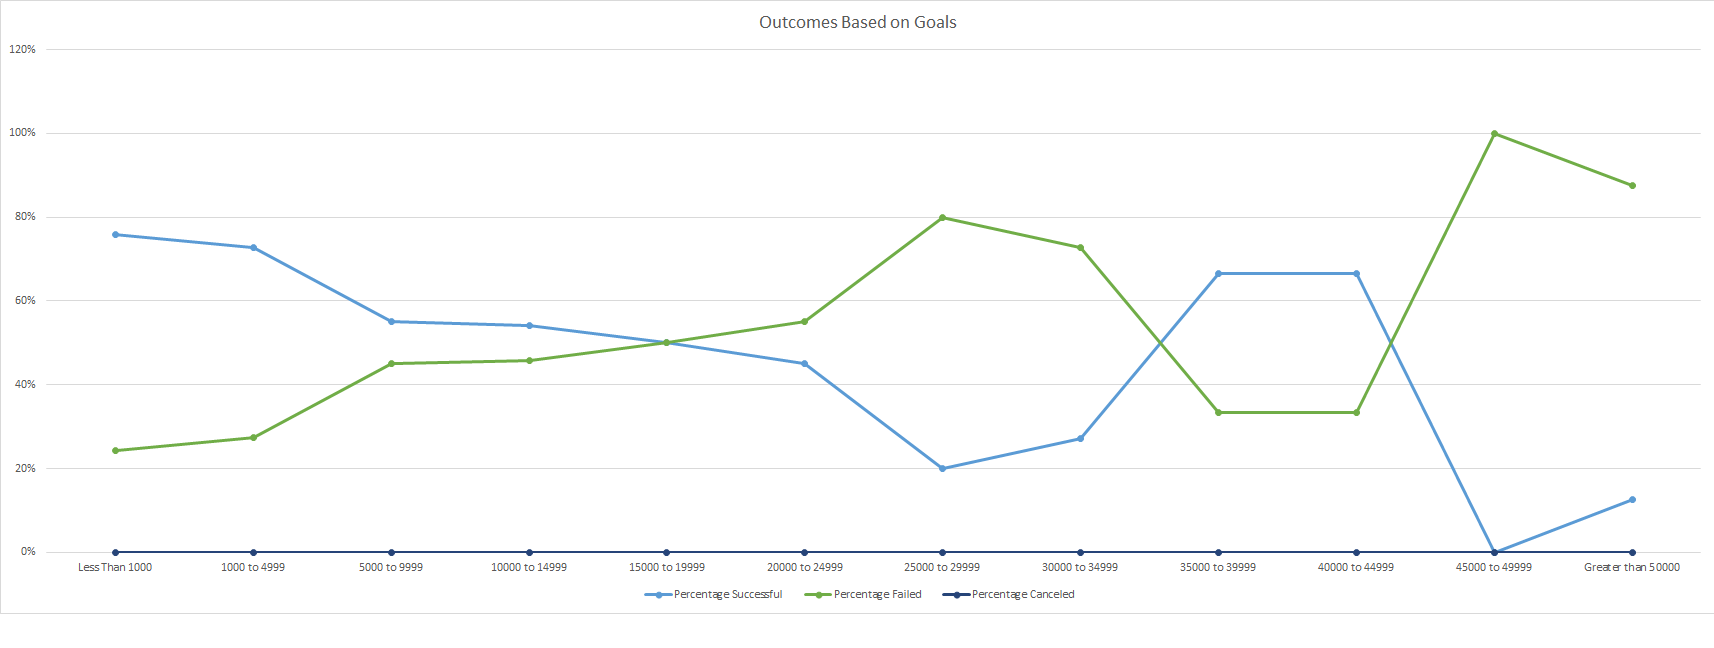 Outcomes Based on Goals
120%
100%
80%
60%
40%
20%
0%
Less Than 1000 1000 to 4999 5000 to 9999 10000 to 14999 15000 to 19999 20000 to 24999 25000 to 29999 30000 to 34999 35000 to 39999 40000 to 44999 45000 to 49999 Greater than 50000
Percentage Successful Percentage Failed Percentage Canceled